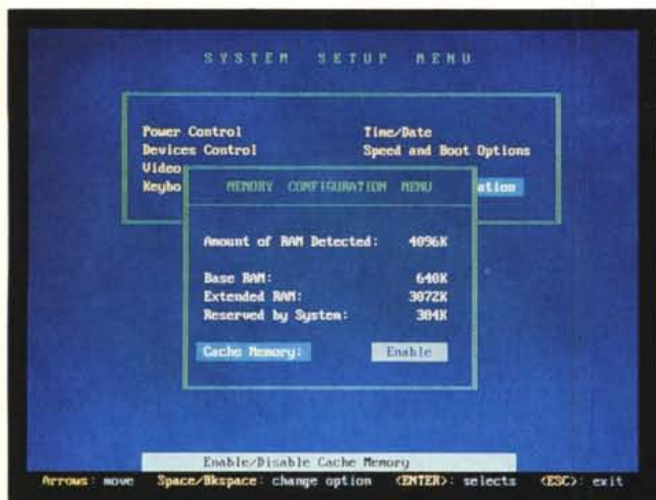 SYSTEM SETUP MENU
Power Control
Time/Date
Devices Control
Speed and Boot Options
Video
Keybo
ation
MEMORY CONFIGURATION MENU
Amount of RAM Detected: 4096K
Base RAM: 640K
Extended RAM: 3072K
Reserved by System: 384K
Cache Memory: Enable
Enable/Disable Cache Memory
Arrows: move Space/Bkspace: change option <ENTER>: selects <ESC>: exit